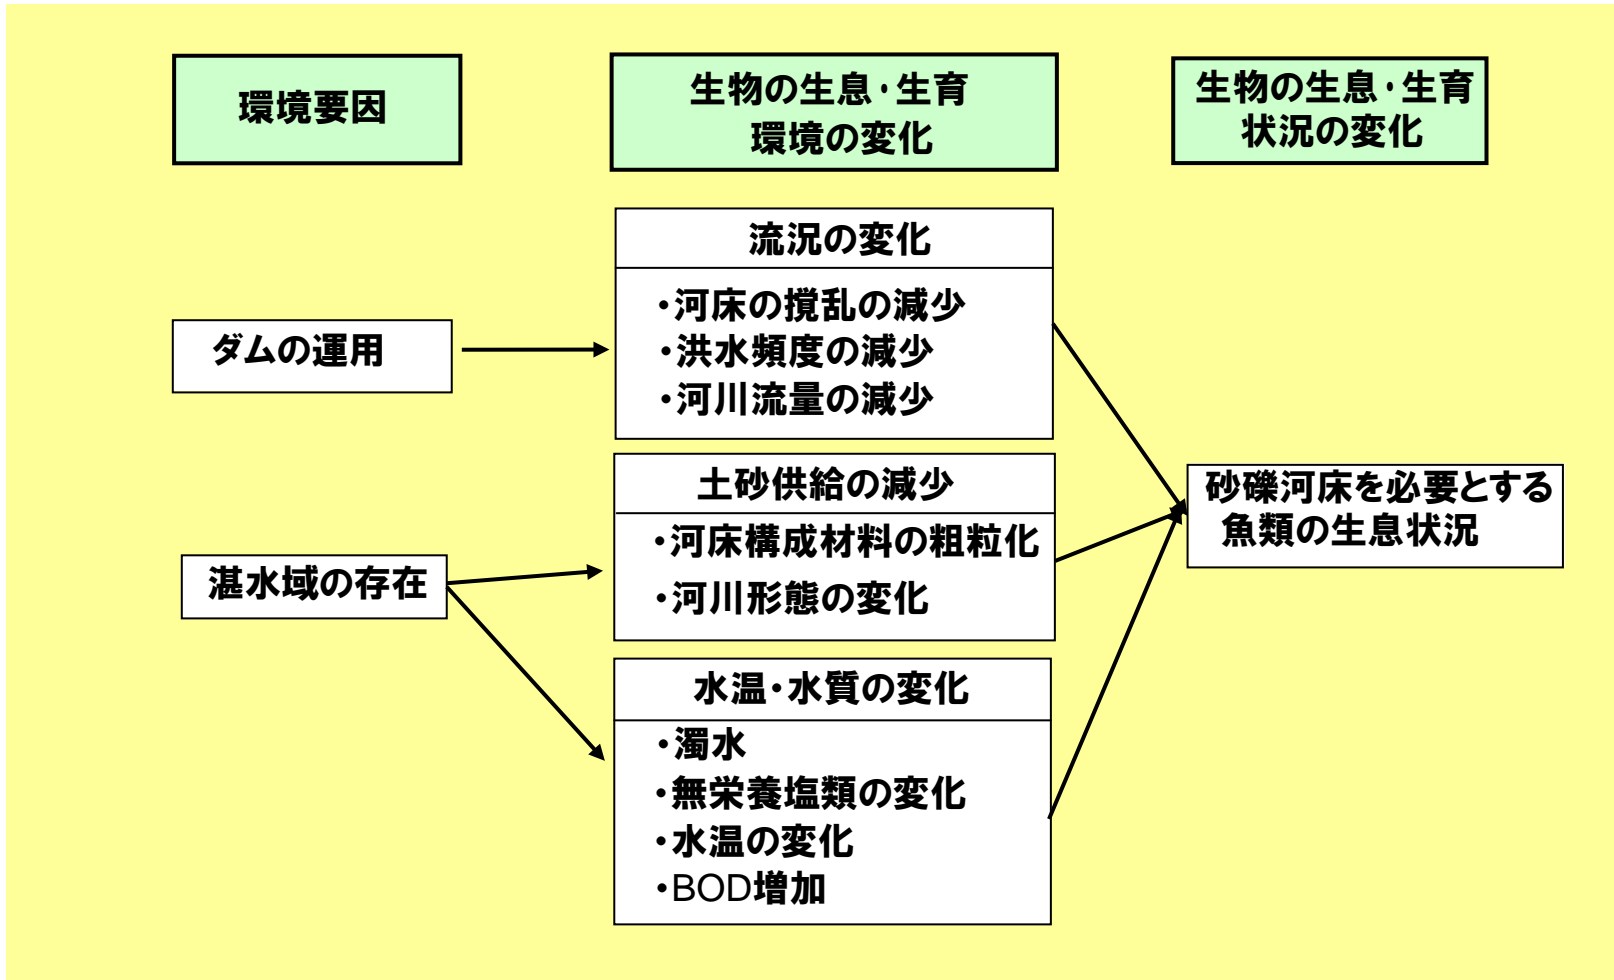 環境要因
生物の生息・生育
環境の変化
生物の生息・生育
状況の変化
流況の変化
・河床の撹乱の減少
・洪水頻度の減少
・河川流量の減少
ダムの運用
土砂供給の減少
・河床構成材料の粗粒化
・河川形態の変化
砂礫河床を必要とする
魚類の生息状況
湛水域の存在
水温・水質の変化
・濁水
・無栄養塩類の変化
・水温の変化
・BOD増加